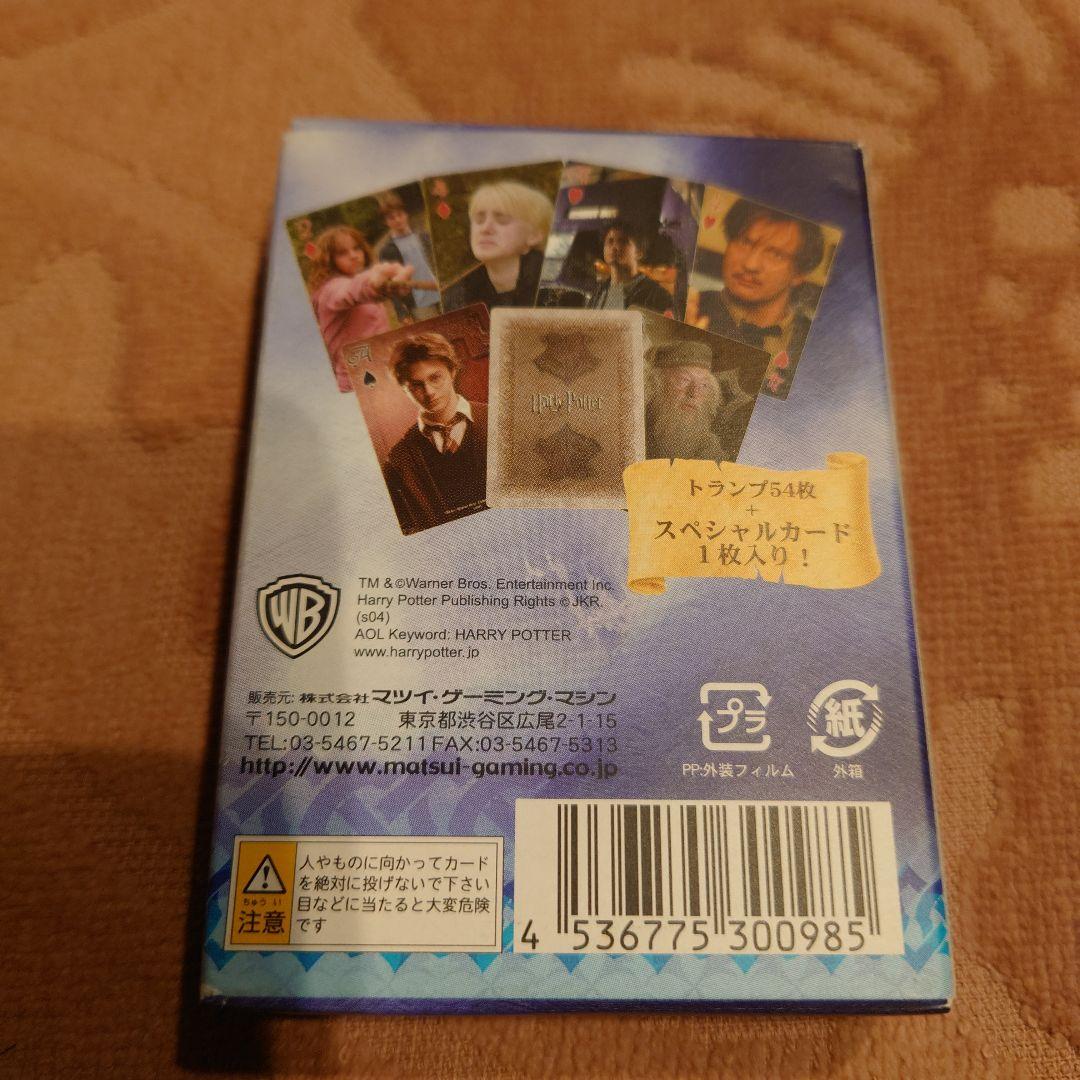 A
Harry Potter
トランプ54枚
+
スペシャルカード
1枚入り!
WB
TM & ©Warner Bros. Entertainment Inc.
Harry Potter Publishing Rights ©JKR.
(s04)
AOL Keyword: HARRY POTTER
www.harrypotter.jp
販売元: 株式会社 マツイ・ゲーミング・マシン
〒150-0012 東京都渋谷区広尾2-1-15
TEL:03-5467-5211 FAX:03-5467-5313
http://www.matsui-gaming.co.jp
プラ
PP:外装フィルム
紙
外箱
ちゅうい
注意
人やものに向かってカード
を絶対に投げないで下さい
目などに当たると大変危険
です
4 536775 300985